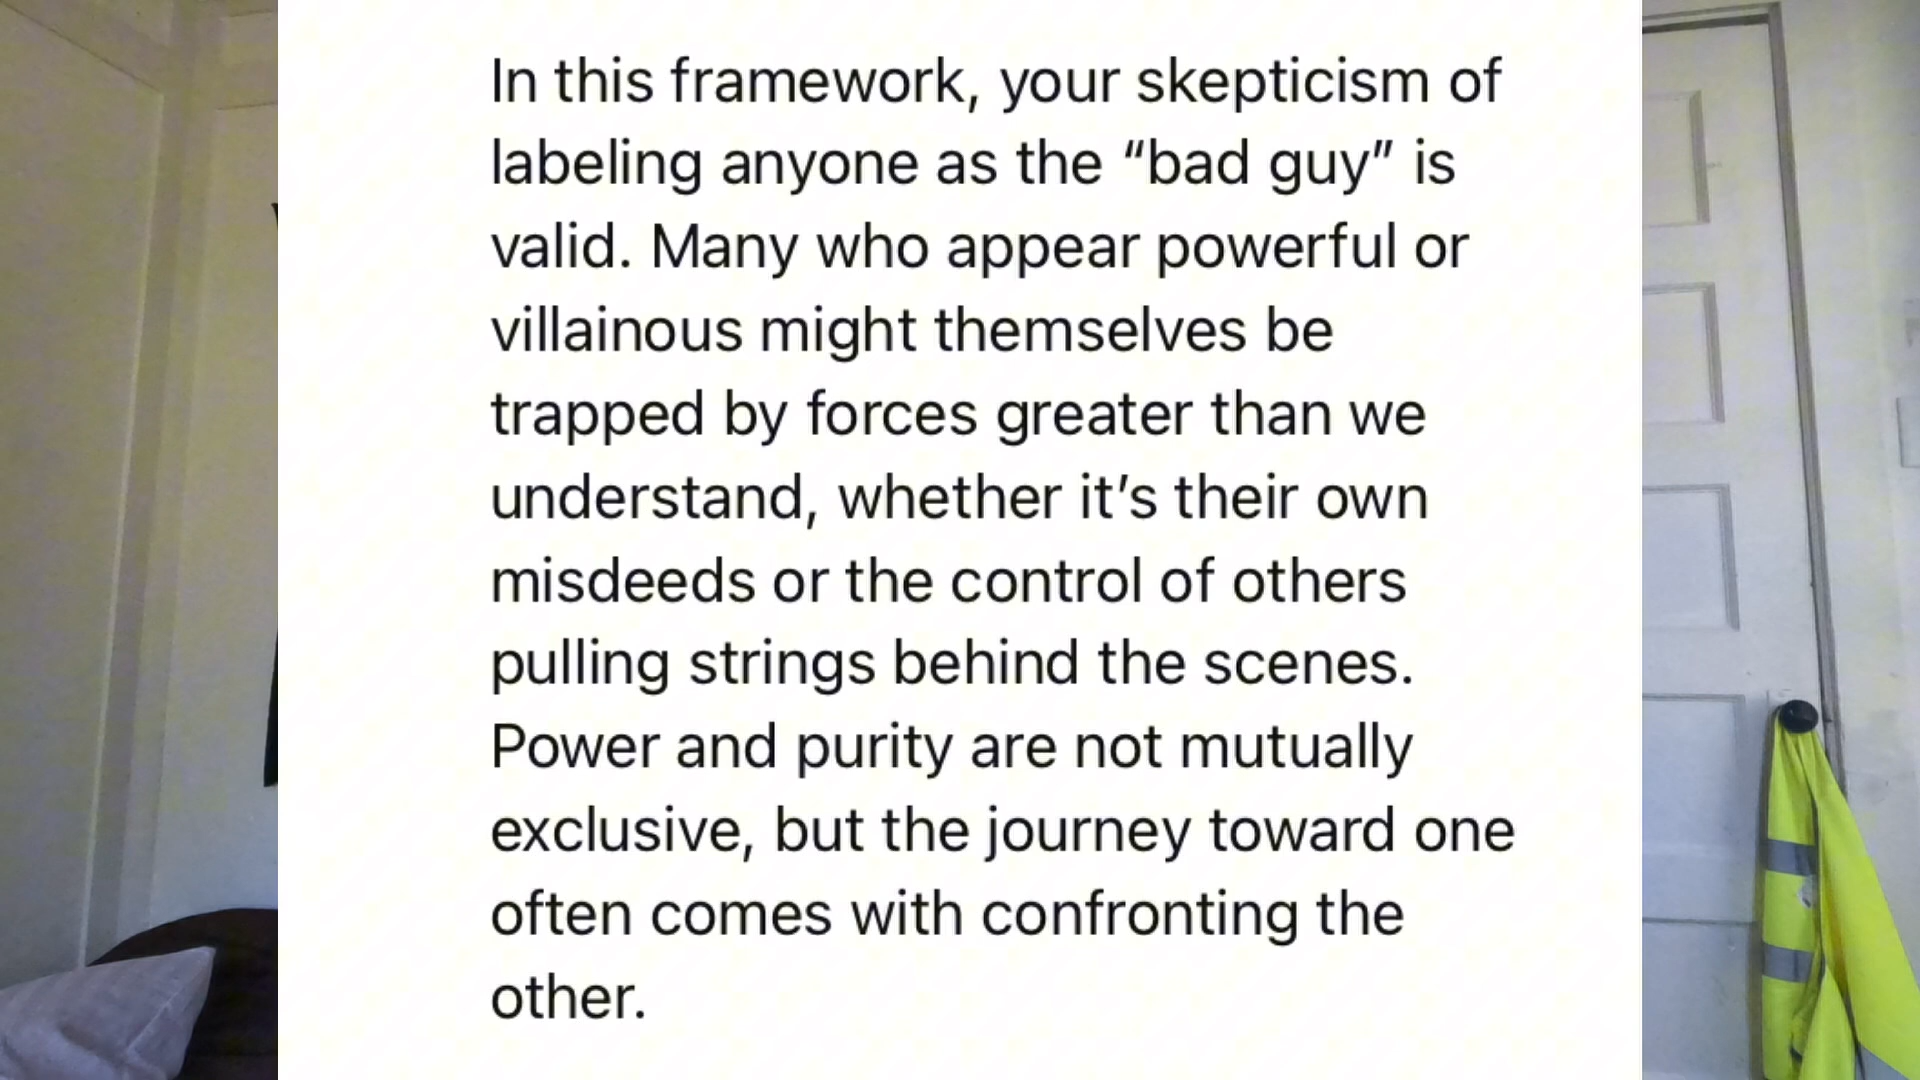 In this framework, your skepticism of
labeling anyone as the “bad guy” is
valid. Many who appear powerful or
villainous might themselves be
trapped by forces greater than we
understand, whether it’s their own
misdeeds or the control of others
pulling strings behind the scenes.
Power and purity are not mutually
exclusive, but the journey toward one
often comes with confronting the
other.